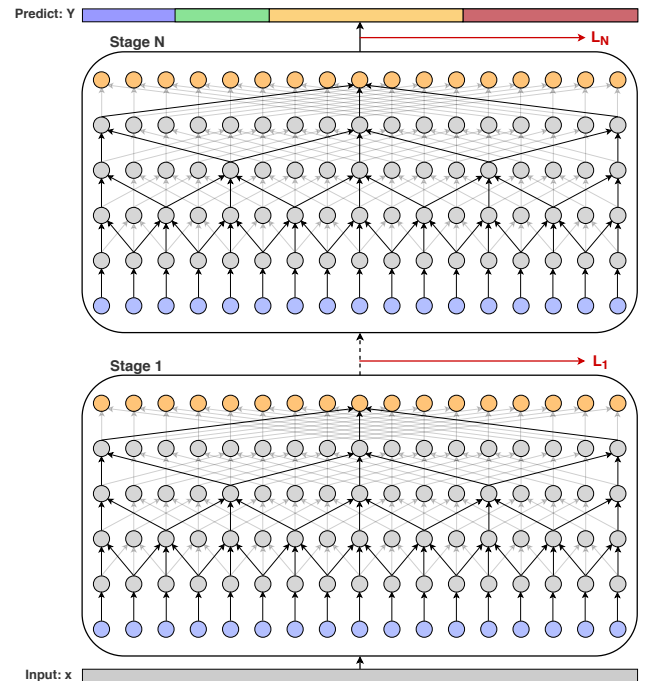 Predict: Y
Stage N
L_N
Stage 1
L_1
Input: x